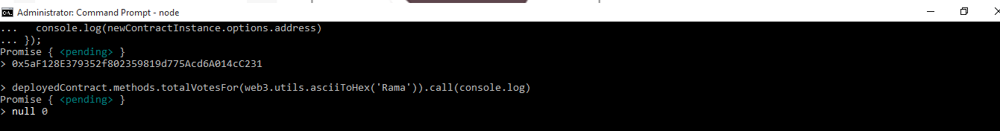 Administrator: Command Prompt - node
...   console.log(newContractInstance.options.address)
... });
Promise { <pending> }
> 0x5aF128E379352f802359819d775Acd6A014cC231
> deployedContract.methods.totalVotesFor(web3.utils.asciiToHex('Rama')).call(console.log)
Promise { <pending> }
> null 0